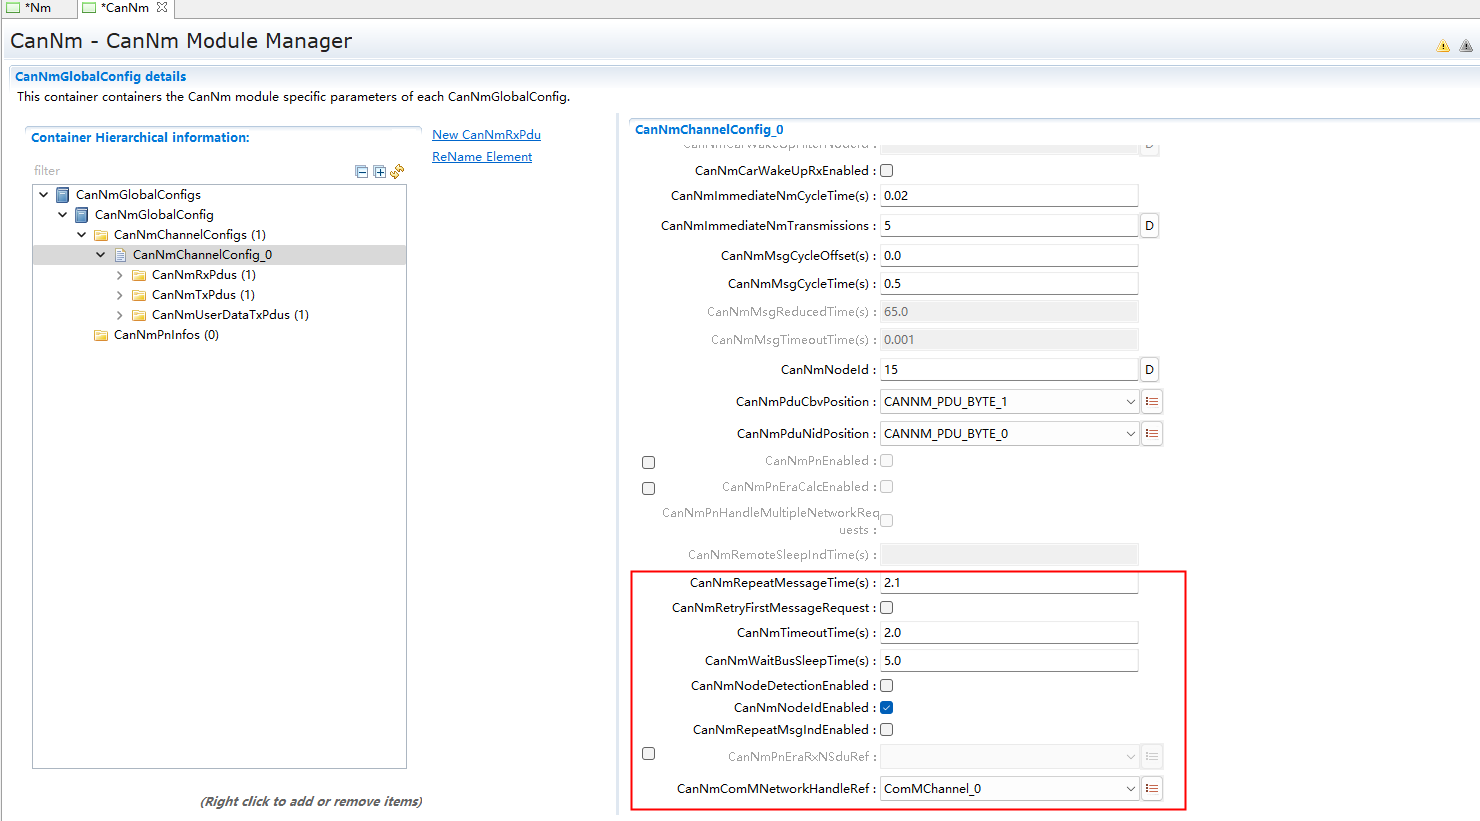 *Nm
*CanNm
CanNm - CanNm Module Manager
CanNmGlobalConfig details
This container containers the CanNm module specific parameters of each CanNmGlobalConfig.
Container Hierarchical information:
filter
CanNmGlobalConfigs
CanNmGlobalConfig
CanNmChannelConfigs (1)
CanNmChannelConfig_0
CanNmRxPdus (1)
CanNmTxPdus (1)
CanNmUserDataTxPdus (1)
CanNmPnInfos (0)
(Right click to add or remove items)
New CanNmRxPdu
ReName Element
CanNmChannelConfig_0
CanNmCarWakeUpFilterNodeId D
CanNmCarWakeUpRxEnabled :
CanNmImmediateNmCycleTime(s) : 0.02
CanNmImmediateNmTransmissions : 5 D
CanNmMsgCycleOffset(s) : 0.0
CanNmMsgCycleTime(s) : 0.5
CanNmMsgReducedTime(s) : 65.0
CanNmMsgTimeoutTime(s) : 0.001
CanNmNodeId : 15 D
CanNmPduCbvPosition : CANNM_PDU_BYTE_1
CanNmPduNidPosition : CANNM_PDU_BYTE_0
CanNmPnEnabled :
CanNmPnEraCalcEnabled :
CanNmPnHandleMultipleNetworkReq
uests :
CanNmRemoteSleepIndTime(s) :
CanNmRepeatMessageTime(s) : 2.1
CanNmRetryFirstMessageRequest :
CanNmTimeoutTime(s) : 2.0
CanNmWaitBusSleepTime(s) : 5.0
CanNmNodeDetectionEnabled :
CanNmNodeIdEnabled :
CanNmRepeatMsgIndEnabled :
CanNmPnEraRxNSduRef :
CanNmComMNetworkHandleRef : ComMChannel_0